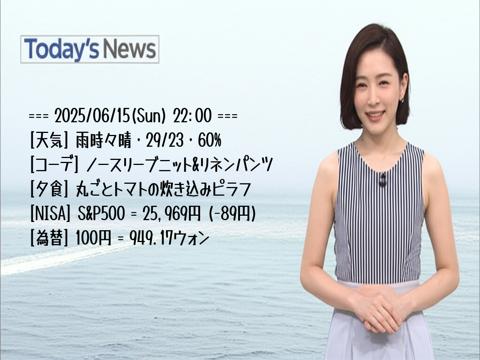 Today's News
=== 2025/06/15(Sun) 22:00 ===
[天気] 雨時々晴・29/23・60%
[コーデ] ノースリーブニット&リネンパンツ
[夕食] 丸ごとトマトの炊き込みピラフ
[NISA] S&P500 = 25,969円 (-89円)
[為替] 100円 = 949.17ウォン